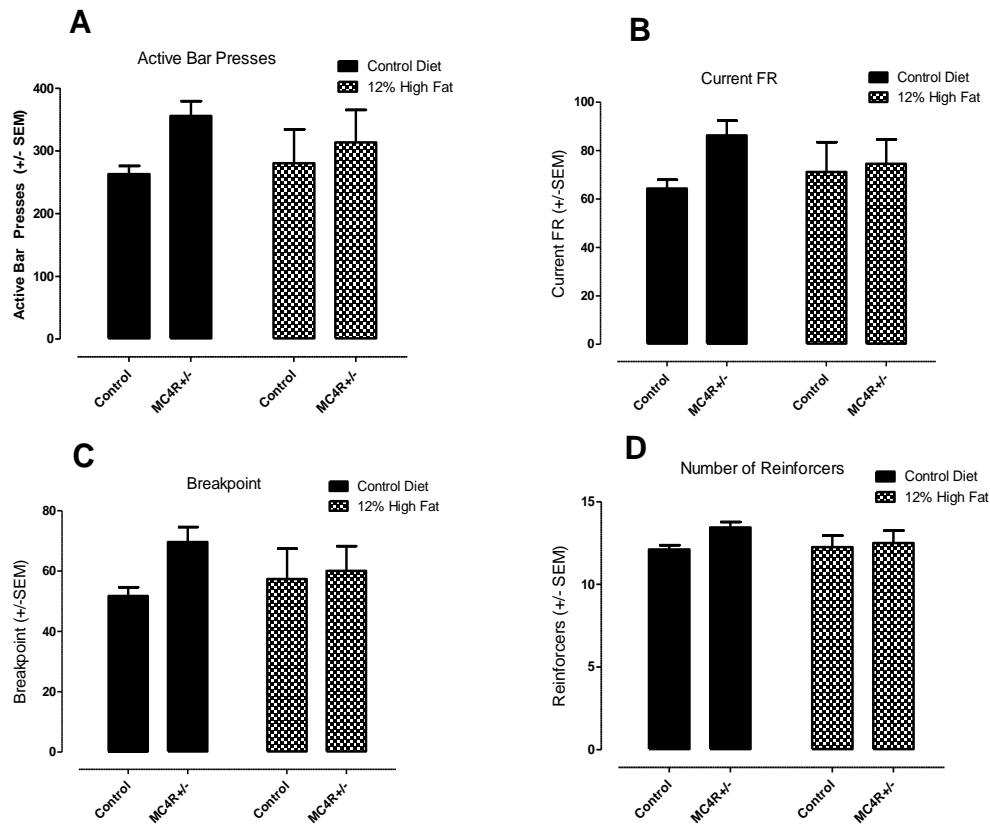 A
Active Bar Presses
Control Diet
12% High Fat
Active Bar Presses (+/- SEM)
400
300
200
100
0
Control
MC4R+/-
Control
MC4R+/-
B
Current FR
Control Diet
12% High Fat
Current FR (+/-SEM)
100
80
60
40
20
0
Control
MC4R+/-
Control
MC4R+/-
C
Breakpoint
Control Diet
12% High Fat
Breakpoint (+/-SEM)
80
60
40
20
0
Control
MC4R+/-
Control
MC4R+/-
D
Number of Reinforcers
Control Diet
12% High Fat
Reinforcers (+/- SEM)
15
10
5
0
Control
MC4R+/-
Control
MC4R+/-